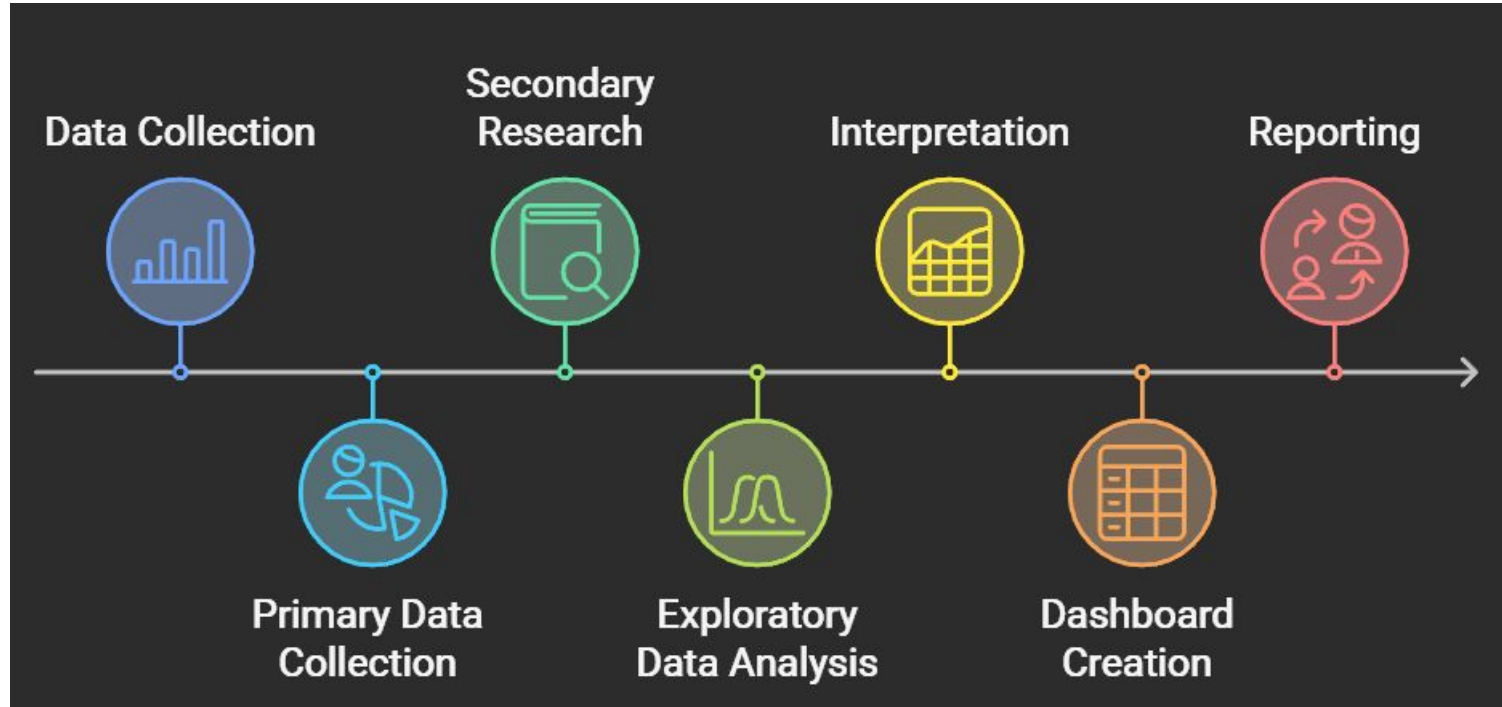 Data Collection
Primary Data
Collection
Secondary
Research
Exploratory
Data Analysis
Interpretation
Dashboard
Creation
Reporting